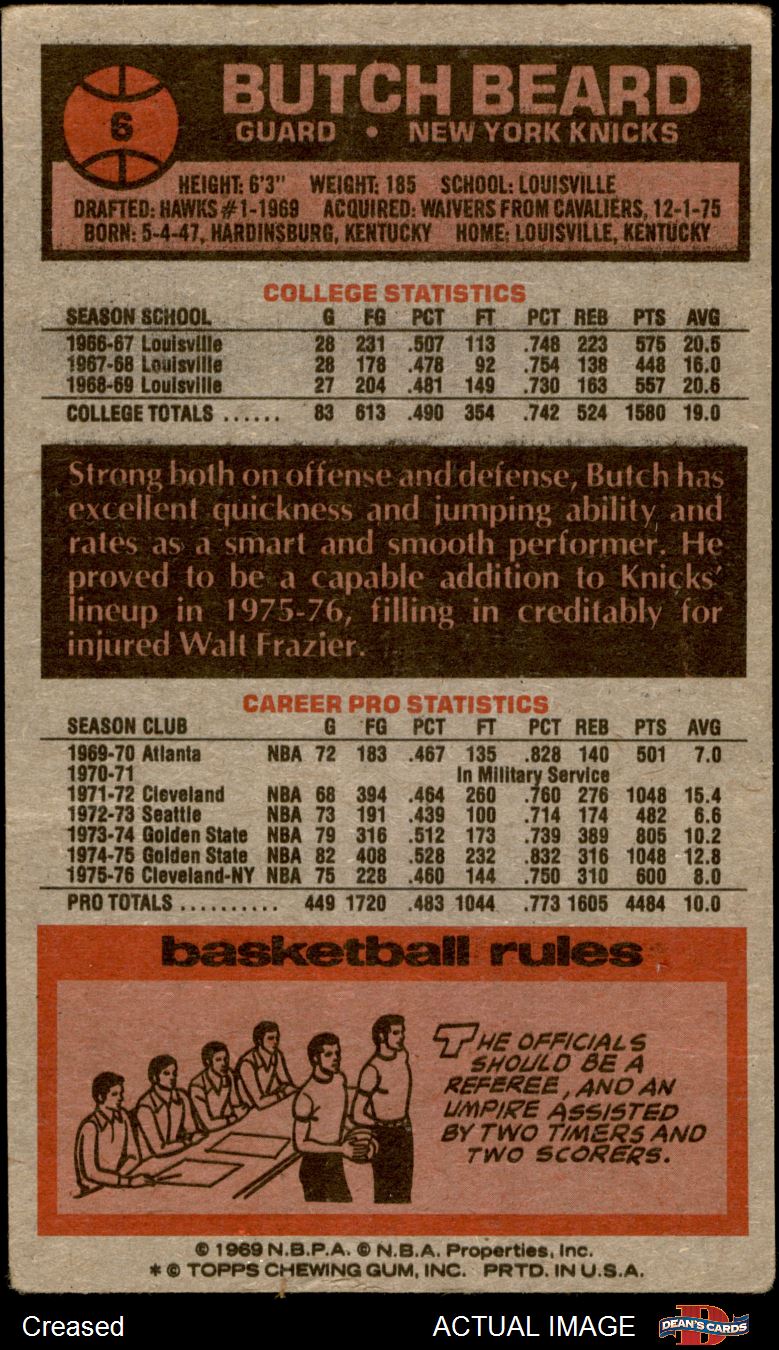 6
BUTCH BEARD
GUARD • NEW YORK KNICKS
HEIGHT: 6'3" WEIGHT: 185 SCHOOL: LOUISVILLE
DRAFTED: HAWKS #1-1969 ACQUIRED: WAIVERS FROM CAVALIERS, 12-1-75
BORN: 5-4-47, HARDINSBURG, KENTUCKY HOME: LOUISVILLE, KENTUCKY
COLLEGE STATISTICS
SEASON SCHOOL G FG PCT FT PCT REB PTS AVG
1966-67 Louisville 28 231 .507 113 .748 223 575 20.5
1967-68 Louisville 28 178 .478 92 .754 138 448 16.0
1968-69 Louisville 27 204 .481 149 .730 163 557 20.6
COLLEGE TOTALS ...... 83 613 .490 354 .742 524 1580 19.0
Strong both on offense and defense, Butch has
excellent quickness and jumping ability and
rates as a smart and smooth performer. He
proved to be a capable addition to Knicks'
lineup in 1975-76, filling in creditably for
injured Walt Frazier.
CAREER PRO STATISTICS
SEASON CLUB G FG PCT FT PCT REB PTS AVG
1969-70 Atlanta NBA 72 183 .467 135 .828 140 501 7.0
1970-71 In Military Service
1971-72 Cleveland NBA 68 394 .464 260 .760 276 1048 15.4
1972-73 Seattle NBA 73 191 .439 100 .714 174 482 6.6
1973-74 Golden State NBA 79 316 .512 173 .739 389 805 10.2
1974-75 Golden State NBA 82 408 .528 232 .832 316 1048 12.8
1975-76 Cleveland-NY NBA 75 228 .460 144 .750 310 600 8.0
PRO TOTALS .......... 449 1720 .483 1044 .773 1605 4484 10.0
basketball rules
THE OFFICIALS
SHOULD BE A
REFEREE, AND AN
UMPIRE ASSISTED
BY TWO TIMERS AND
TWO SCORERS.
© 1969 N.B.P.A. © N.B.A. Properties, Inc.
* © TOPPS CHEWING GUM, INC. PRTD. IN U.S.A.
Creased ACTUAL IMAGE DEAN'S CARDS